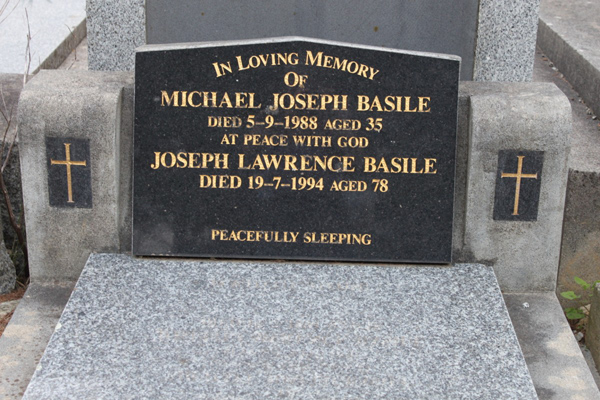 In Loving Memory
Of
Michael Joseph Basile
Died 5-9-1988 Aged 35
At Peace With God
Joseph Lawrence Basile
Died 19-7-1994 Aged 78
Peacefully Sleeping